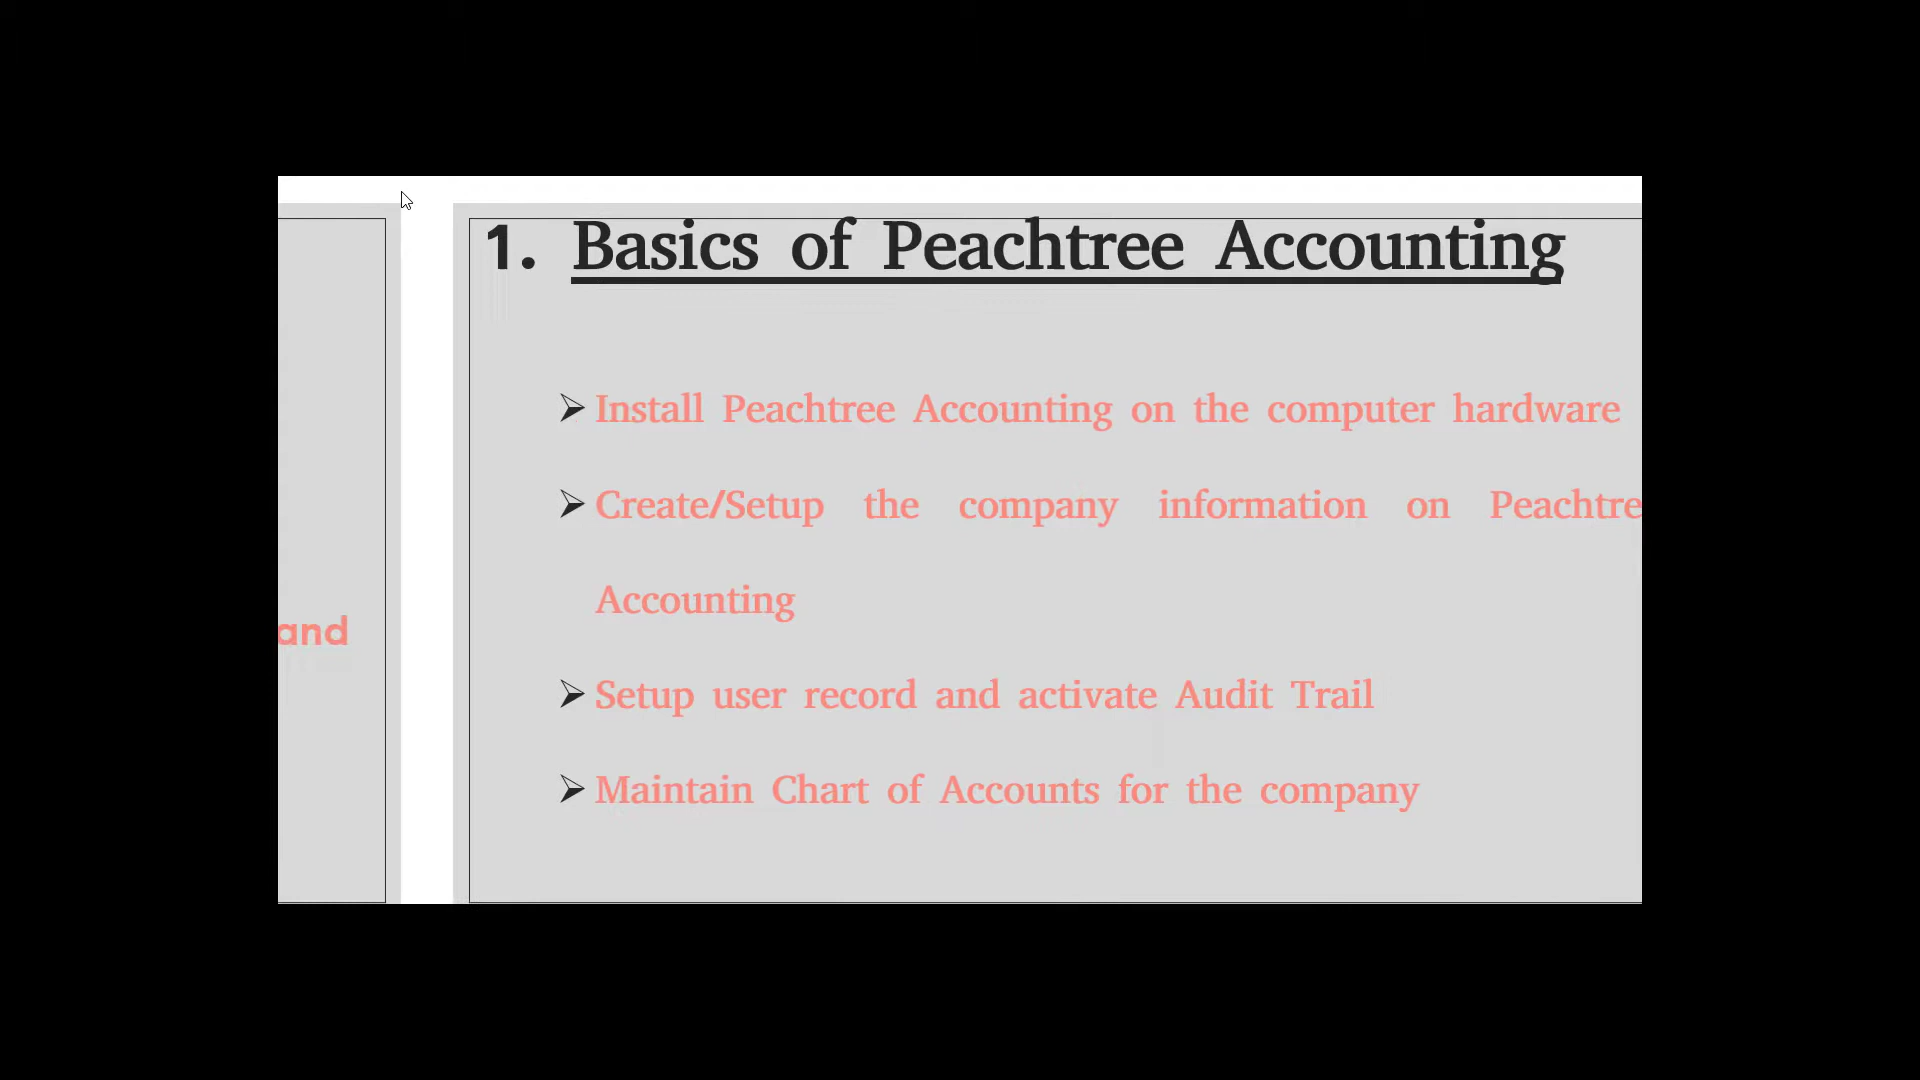 and
1. Basics of Peachtree Accounting
➢ Install Peachtree Accounting on the computer hardware
➢ Create/Setup the company information on Peachtre
Accounting
➢ Setup user record and activate Audit Trail
➢ Maintain Chart of Accounts for the company